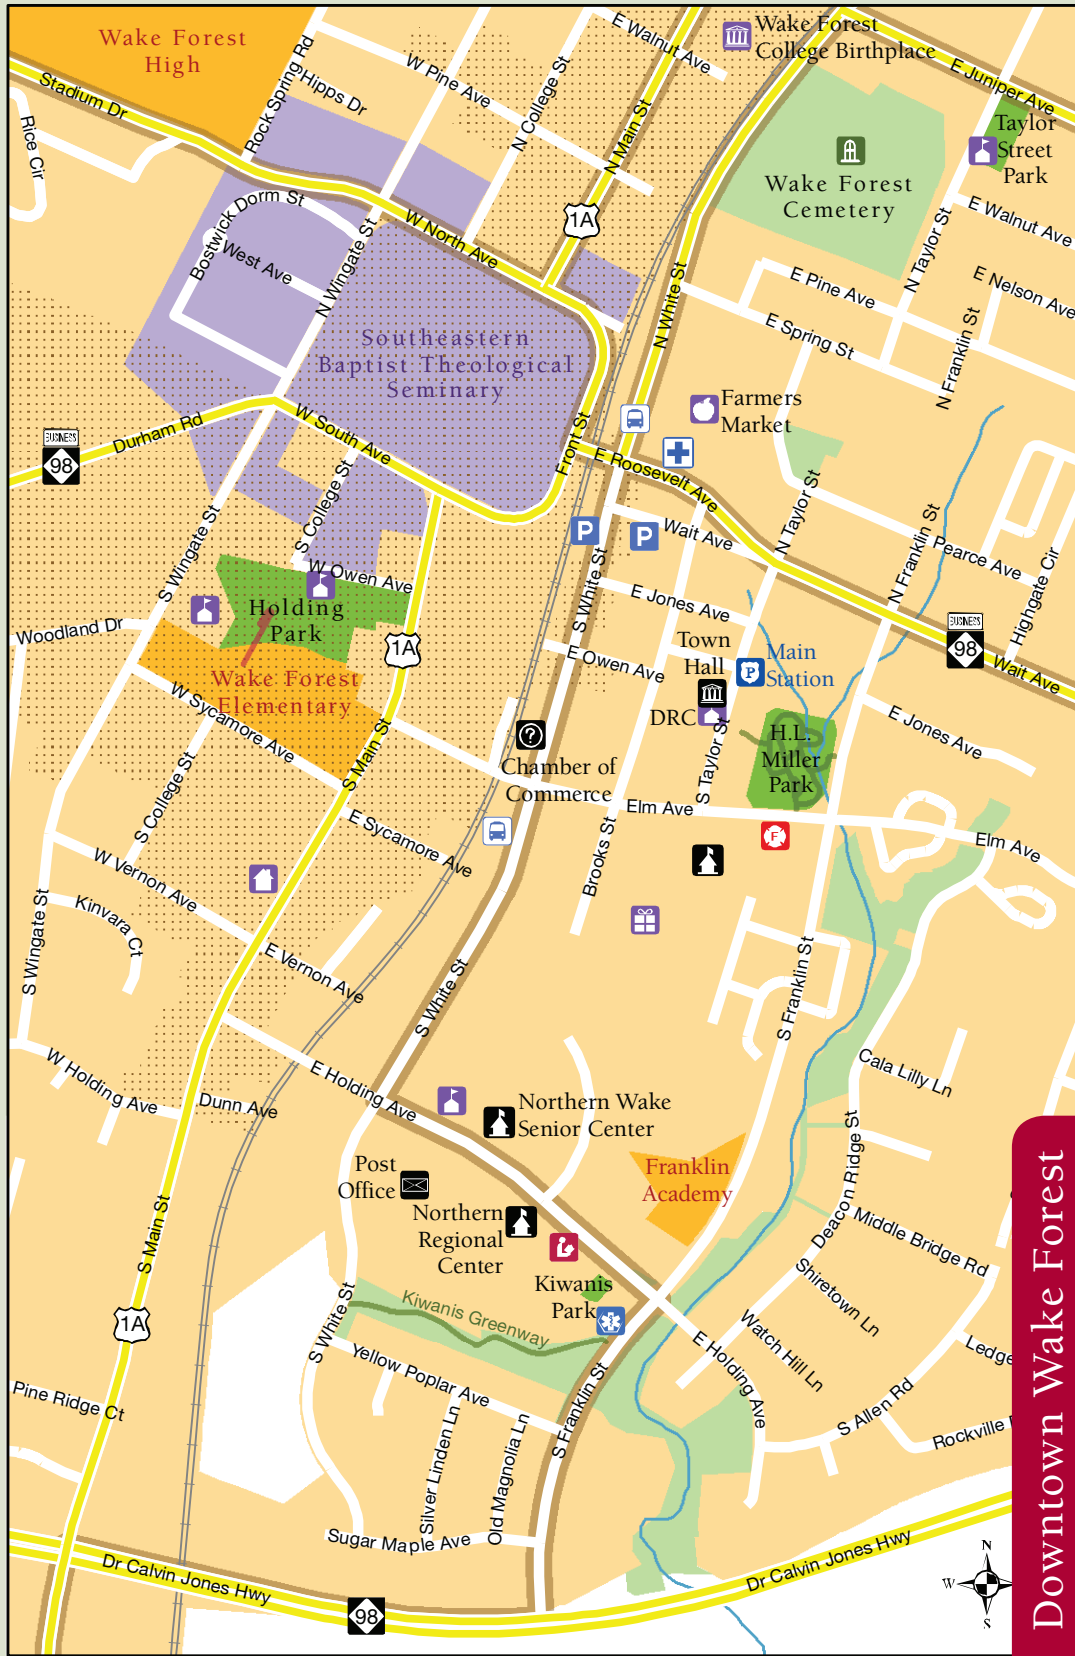 Wake Forest
High
Stadium Dr
Rice Cir
Rock Spring Rd
Hipps Dr
W Pine Ave
N College St
E Walnut Ave
N Main St
Wake Forest
College Birthplace
E Juniper Ave
Taylor
Street
Park
Wake Forest
Cemetery
E Walnut Ave
N Taylor St
E Nelson Ave
E Pine Ave
E Spring St
N Franklin St
N White St
1A
W North Ave
Bostwick Dorm St
West Ave
N Wingate St
Southeastern
Baptist Theological
Seminary
Farmers
Market
Front St
E Roosevelt Ave
W South Ave
Durham Rd
BUSINESS
98
S College St
S Wingate St
W Owen Ave
Holding
Park
Woodland Dr
Wake Forest
Elementary
1A
P
P
Wait Ave
N Taylor St
N Franklin St
Pearce Ave
Highgate Cir
BUSINESS
98
Wait Ave
S White St
E Jones Ave
E Owen Ave
Town
Hall
P
Main
Station
DRC
S Taylor St
H.L.
Miller
Park
E Jones Ave
W Sycamore Ave
S College St
S Main St
E Sycamore Ave
?
Chamber of
Commerce
Elm Ave
F
Elm Ave
Brooks St
W Vernon Ave
Kinvara Ct
S Wingate St
E Vernon Ave
S White St
S Franklin St
W Holding Ave
Dunn Ave
E Holding Ave
Cala Lilly Ln
Northern Wake
Senior Center
Post
Office
Northern
Regional
Center
Franklin
Academy
Deacon Ridge St
Middle Bridge Rd
Shiretown Ln
Watch Hill Ln
Kiwanis
Park
Kiwanis Greenway
S Main St
1A
S White St
Yellow Poplar Ave
E Holding Ave
S Franklin St
S Allen Rd
Ledge
Rockville
Pine Ridge Ct
Silver Linden Ln
Old Magnolia Ln
Sugar Maple Ave
Dr Calvin Jones Hwy
98
Dr Calvin Jones Hwy
N
W
S
Downtown Wake Forest